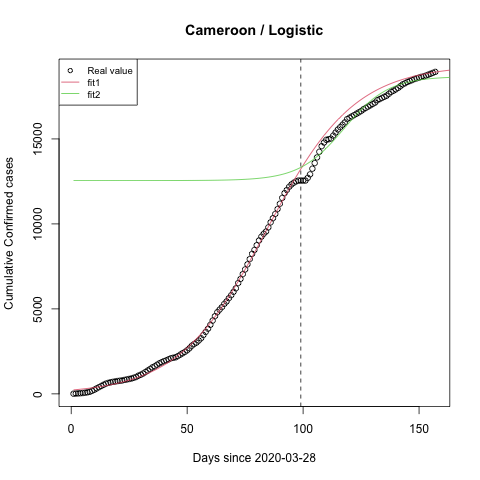 Cameroon / Logistic
Real value
fit1
fit2
Cumulative Confirmed cases
0
5000
10000
15000
0
50
100
150
Days since 2020-03-28